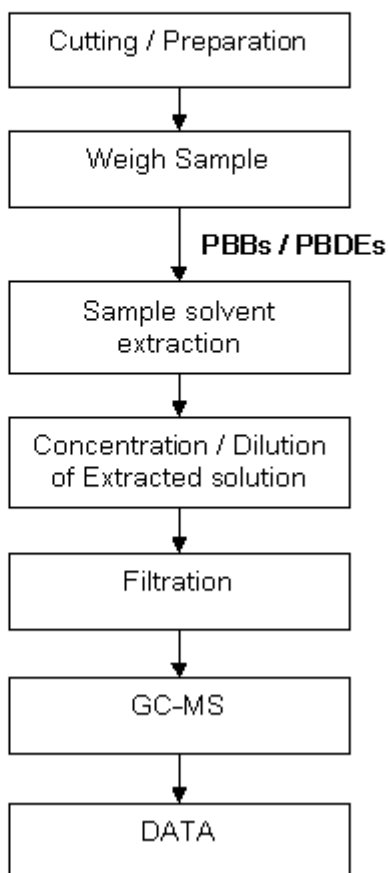 Cutting / Preparation
Weigh Sample
PBBs / PBDEs
Sample solvent
extraction
Concentration / Dilution
of Extracted solution
Filtration
GC-MS
DATA